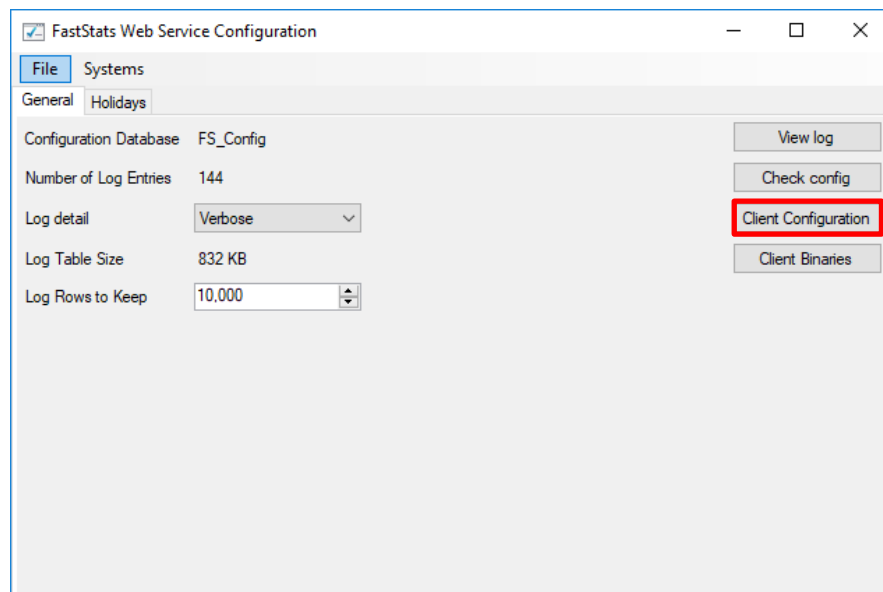 FastStats Web Service Configuration
File Systems
General Holidays
Configuration Database FS_Config View log
Number of Log Entries 144 Check config
Log detail Verbose Client Configuration
Log Table Size 832 KB Client Binaries
Log Rows to Keep 10,000